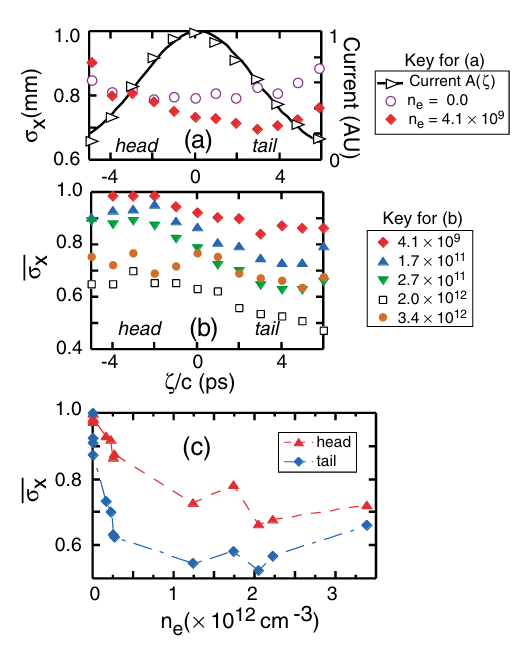 1.0
0.8
0.6
σx(mm)
-4
0
4
1
0
Current (AU)
head
(a)
tail
Key for (a)
Current A(ζ)
nₑ = 0.0
nₑ = 4.1 × 10⁹
1.0
0.8
0.6
0.4
σ̅x
-4
0
4
head
(b)
tail
ζ/c (ps)
Key for (b)
4.1 × 10⁹
1.7 × 10¹¹
2.7 × 10¹¹
2.0 × 10¹²
3.4 × 10¹²
1.0
0.8
0.6
σ̅x
(c)
head
tail
0
1
2
3
nₑ(× 10¹² cm⁻³)